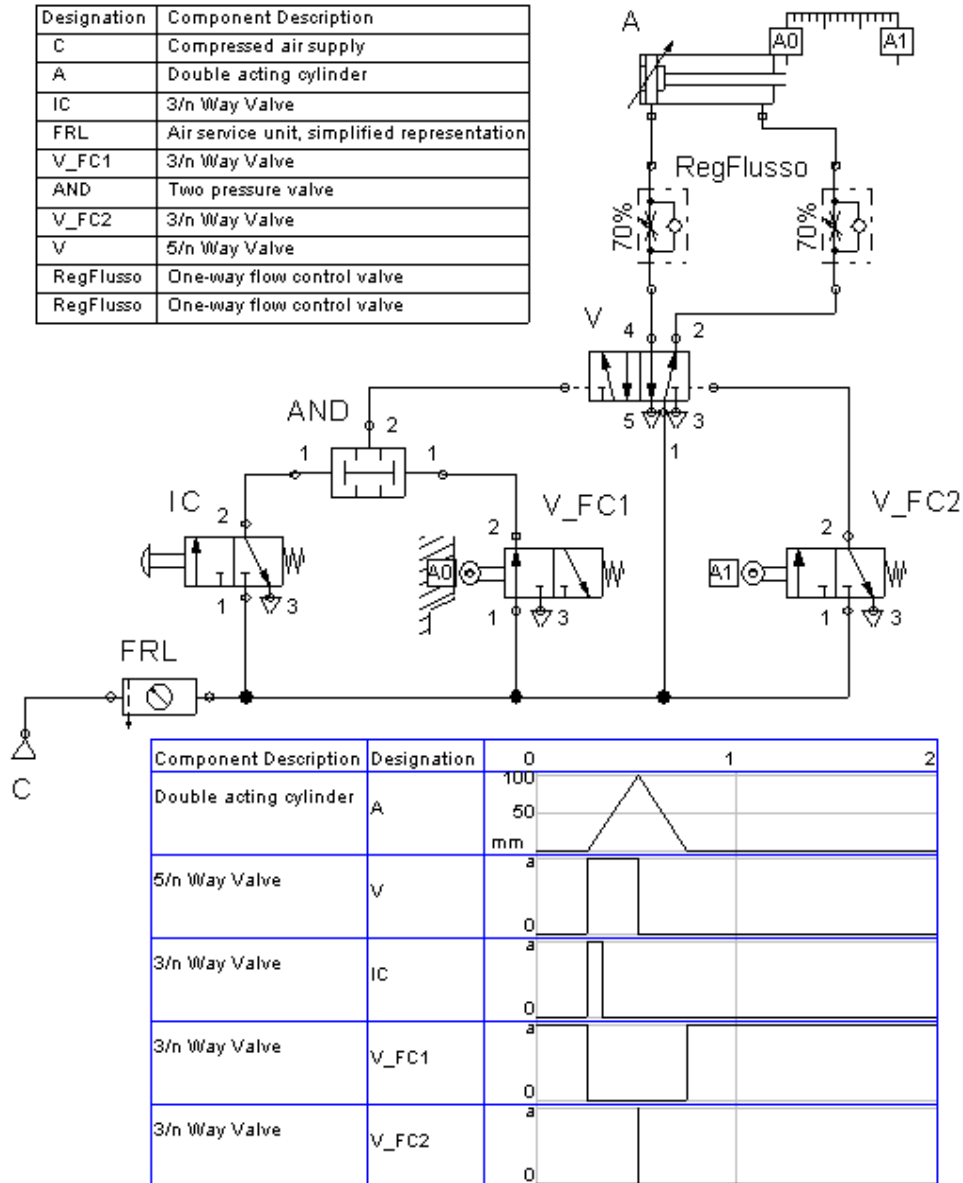 Designation Component Description
C Compressed air supply
A Double acting cylinder
IC 3/n Way Valve
FRL Air service unit, simplified representation
V_FC1 3/n Way Valve
AND Two pressure valve
V_FC2 3/n Way Valve
V 5/n Way Valve
RegFlusso One-way flow control valve
RegFlusso One-way flow control valve
A
A0 A1
RegFlusso
70% 70%
V
4 2
5 3
1
AND
2
1 1
IC
2
1 3
V_FC1
2
A0
1 3
V_FC2
2
A1
1 3
FRL
C
Component Description Designation 0 1 2
Double acting cylinder A 100
50
mm
5/n Way Valve V a
0
3/n Way Valve IC a
0
3/n Way Valve V_FC1 a
0
3/n Way Valve V_FC2 a
0